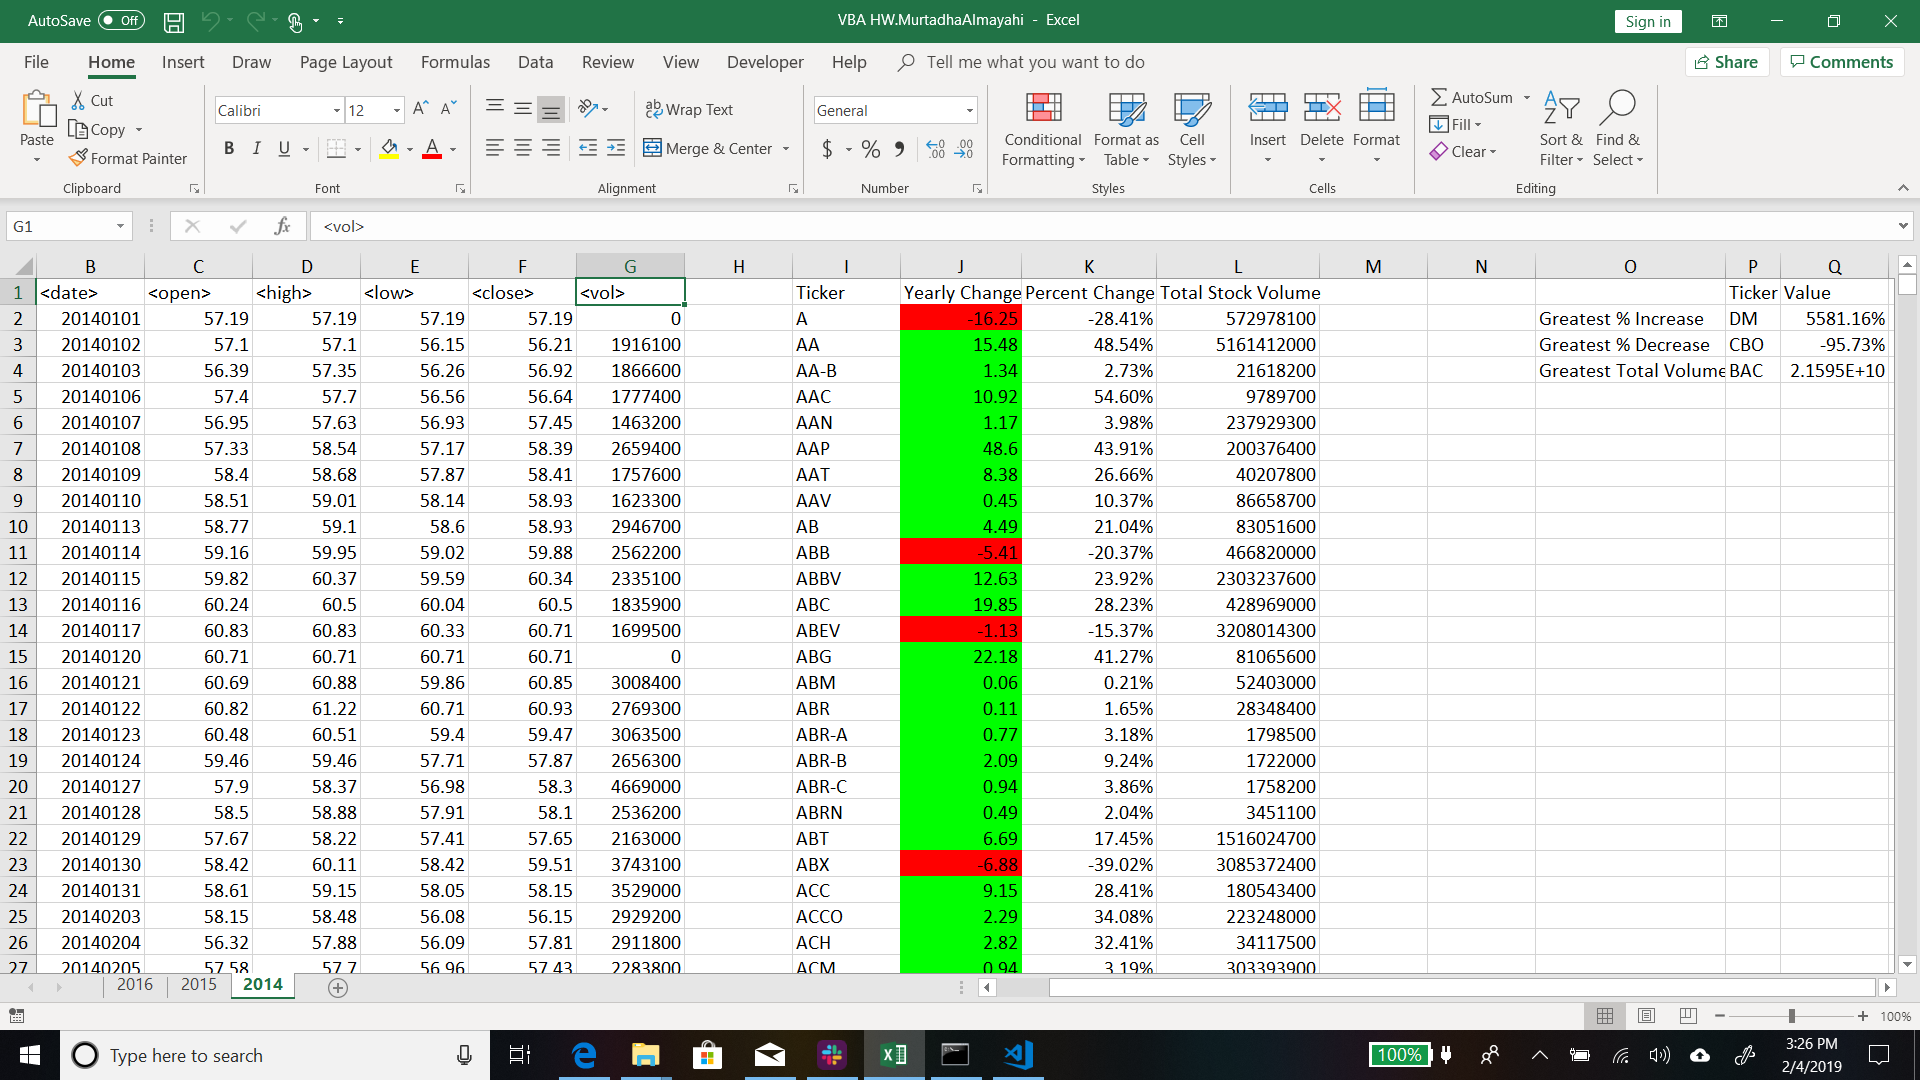 AutoSave Off VBA HW.MurtadhaAlmayahi - Excel Sign in
File Home Insert Draw Page Layout Formulas Data Review View Developer Help Tell me what you want to do Share Comments
Paste Cut Copy Format Painter Clipboard
Calibri 12 B I U A Font
Wrap Text Merge & Center Alignment
General $ % Number
Conditional Formatting Format as Table Cell Styles Styles
Insert Delete Format Cells
AutoSum Fill Clear Sort & Filter Find & Select Editing
G1 fx <vol>
B C D E F G H I J K L M N O P Q
1 <date> <open> <high> <low> <close> <vol> Ticker Yearly Change Percent Change Total Stock Volume Ticker Value
2 20140101 57.19 57.19 57.19 57.19 0 A -16.25 -28.41% 572978100 Greatest % Increase DM 5581.16%
3 20140102 57.1 57.1 56.15 56.21 1916100 AA 15.48 48.54% 5161412000 Greatest % Decrease CBO -95.73%
4 20140103 56.39 57.35 56.26 56.92 1866600 AA-B 1.34 2.73% 21618200 Greatest Total Volume BAC 2.1595E+10
5 20140106 57.4 57.7 56.56 56.64 1777400 AAC 10.92 54.60% 9789700
6 20140107 56.95 57.63 56.93 57.45 1463200 AAN 1.17 3.98% 237929300
7 20140108 57.33 58.54 57.17 58.39 2659400 AAP 48.6 43.91% 200376400
8 20140109 58.4 58.68 57.87 58.41 1757600 AAT 8.38 26.66% 40207800
9 20140110 58.51 59.01 58.14 58.93 1623300 AAV 0.45 10.37% 86658700
10 20140113 58.77 59.1 58.6 58.93 2946700 AB 4.49 21.04% 83051600
11 20140114 59.16 59.95 59.02 59.88 2562200 ABB -5.41 -20.37% 466820000
12 20140115 59.82 60.37 59.59 60.34 2335100 ABBV 12.63 23.92% 2303237600
13 20140116 60.24 60.5 60.04 60.5 1835900 ABC 19.85 28.23% 428969000
14 20140117 60.83 60.83 60.33 60.71 1699500 ABEV -1.13 -15.37% 3208014300
15 20140120 60.71 60.71 60.71 60.71 0 ABG 22.18 41.27% 81065600
16 20140121 60.69 60.88 59.86 60.85 3008400 ABM 0.06 0.21% 52403000
17 20140122 60.82 61.22 60.71 60.93 2769300 ABR 0.11 1.65% 28348400
18 20140123 60.48 60.51 59.4 59.47 3063500 ABR-A 0.77 3.18% 1798500
19 20140124 59.46 59.46 57.71 57.87 2656300 ABR-B 2.09 9.24% 1722000
20 20140127 57.9 58.37 56.98 58.3 4669000 ABR-C 0.94 3.86% 1758200
21 20140128 58.5 58.88 57.91 58.1 2536200 ABRN 0.49 2.04% 3451100
22 20140129 57.67 58.22 57.41 57.65 2163000 ABT 6.69 17.45% 1516024700
23 20140130 58.42 60.11 58.42 59.51 3743100 ABX -6.88 -39.02% 3085372400
24 20140131 58.61 59.15 58.05 58.15 3529000 ACC 9.15 28.41% 180543400
25 20140203 58.15 58.48 56.08 56.15 2929200 ACCO 2.29 34.08% 223248000
26 20140204 56.32 57.88 56.09 57.81 2911800 ACH 2.82 32.41% 34117500
27 20140205 57.58 57.7 56.96 57.43 2283800 ACM 0.94 3.19% 303393900
2016 2015 2014
100%
Type here to search 100% 3:26 PM
2/4/2019